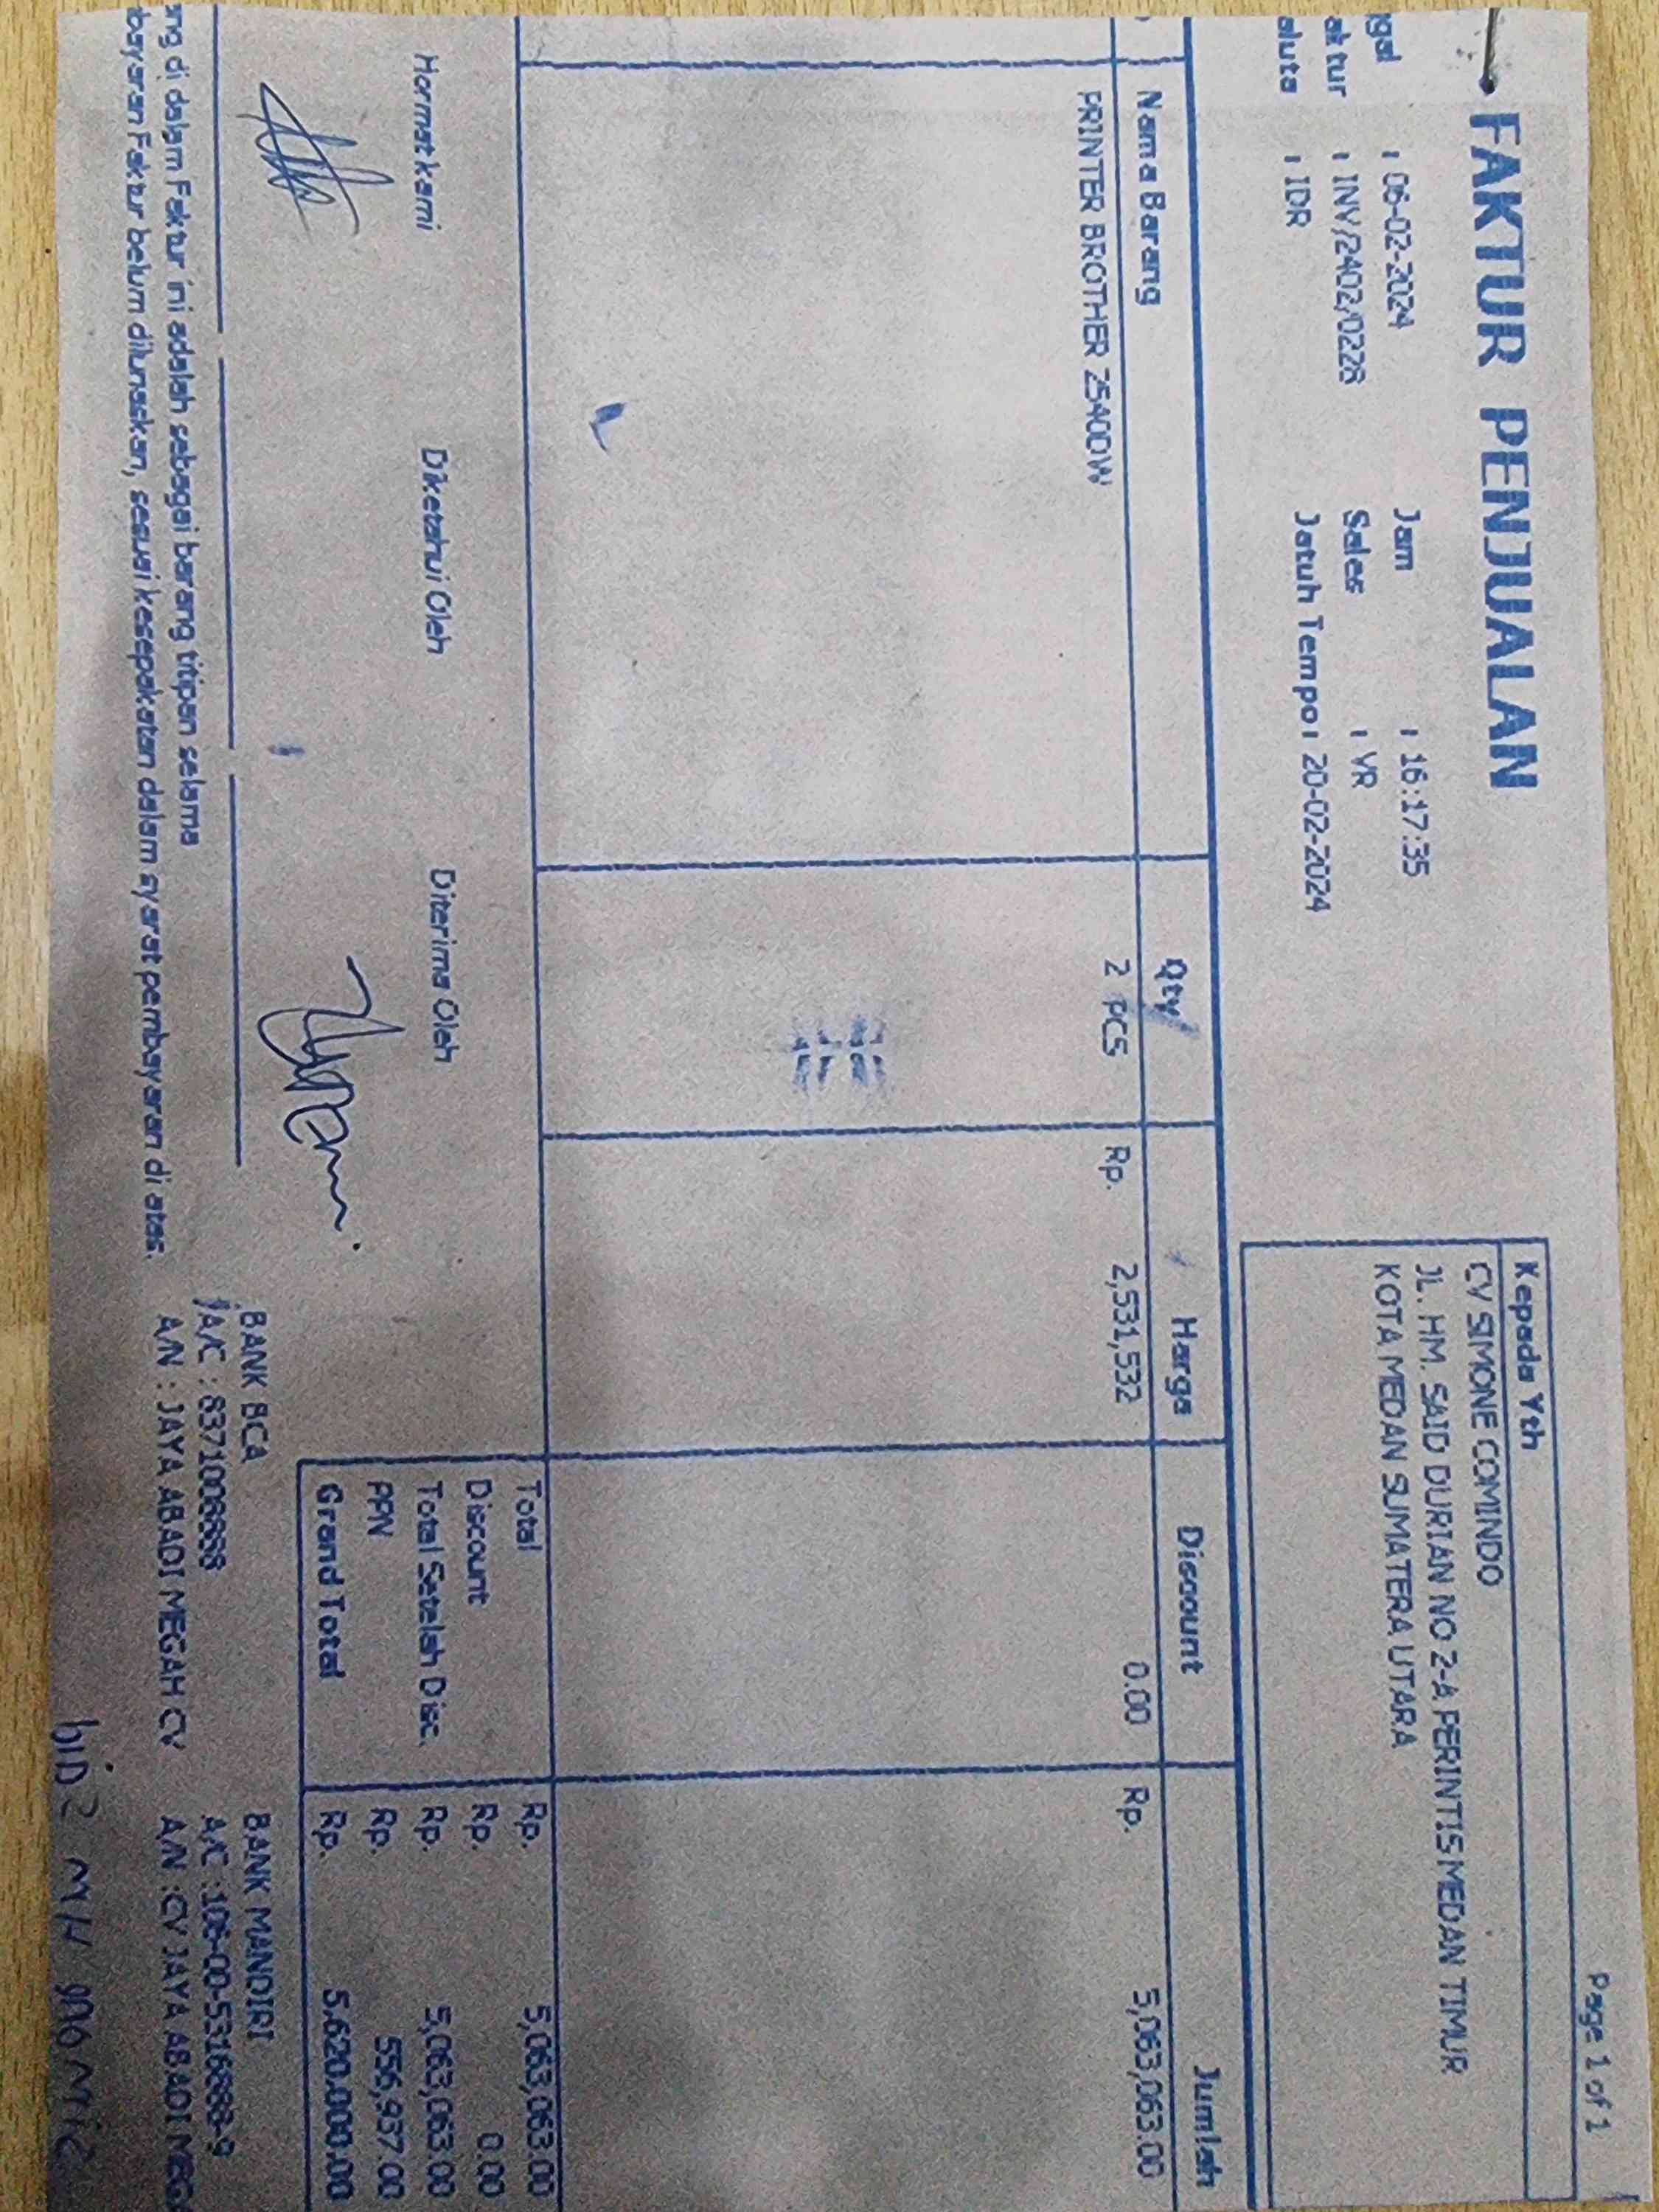 Page 1 of 1
FAKTUR PENJUALAN
Kepada Yth
CV SIMONE COMINDO
JL. HM. SAID DURIAN NO 2-A PERINTIS MEDAN TIMUR
KOTA MEDAN SUMATERA UTARA
ggal : 06-02-2024 Jam : 16:17:35
aktur : INV/2402/0228 Sales : YR
aluta : IDR Jatuh Tempo : 20-02-2024
Nama Barang Qty Harga Discount Jumlah
PRINTER BROTHER 2540DW 2 PCS Rp. 2,531,532 0.00 Rp. 5,063,063.00
Total Rp. 5,063,063.00
Discount Rp. 0.00
Total Setelah Disc. Rp. 5,063,063.00
PPN Rp. 556,937.00
Grand Total Rp. 5,620,000.00
Hormat kami Diketahui Oleh Diterima Oleh
BANK BCA BANK MANDIRI
A/C : 8371008888 A/C : 106-00-5316888-9
A/N : JAYA ABADI MEGAH CV A/N : CV JAYA ABADI MEGA
ng di dalam Faktur ini adalah sebagai barang titipan selama
bayaran Faktur belum dilunaskan, sesuai kesepakatan dalam syarat pembayaran di atas.